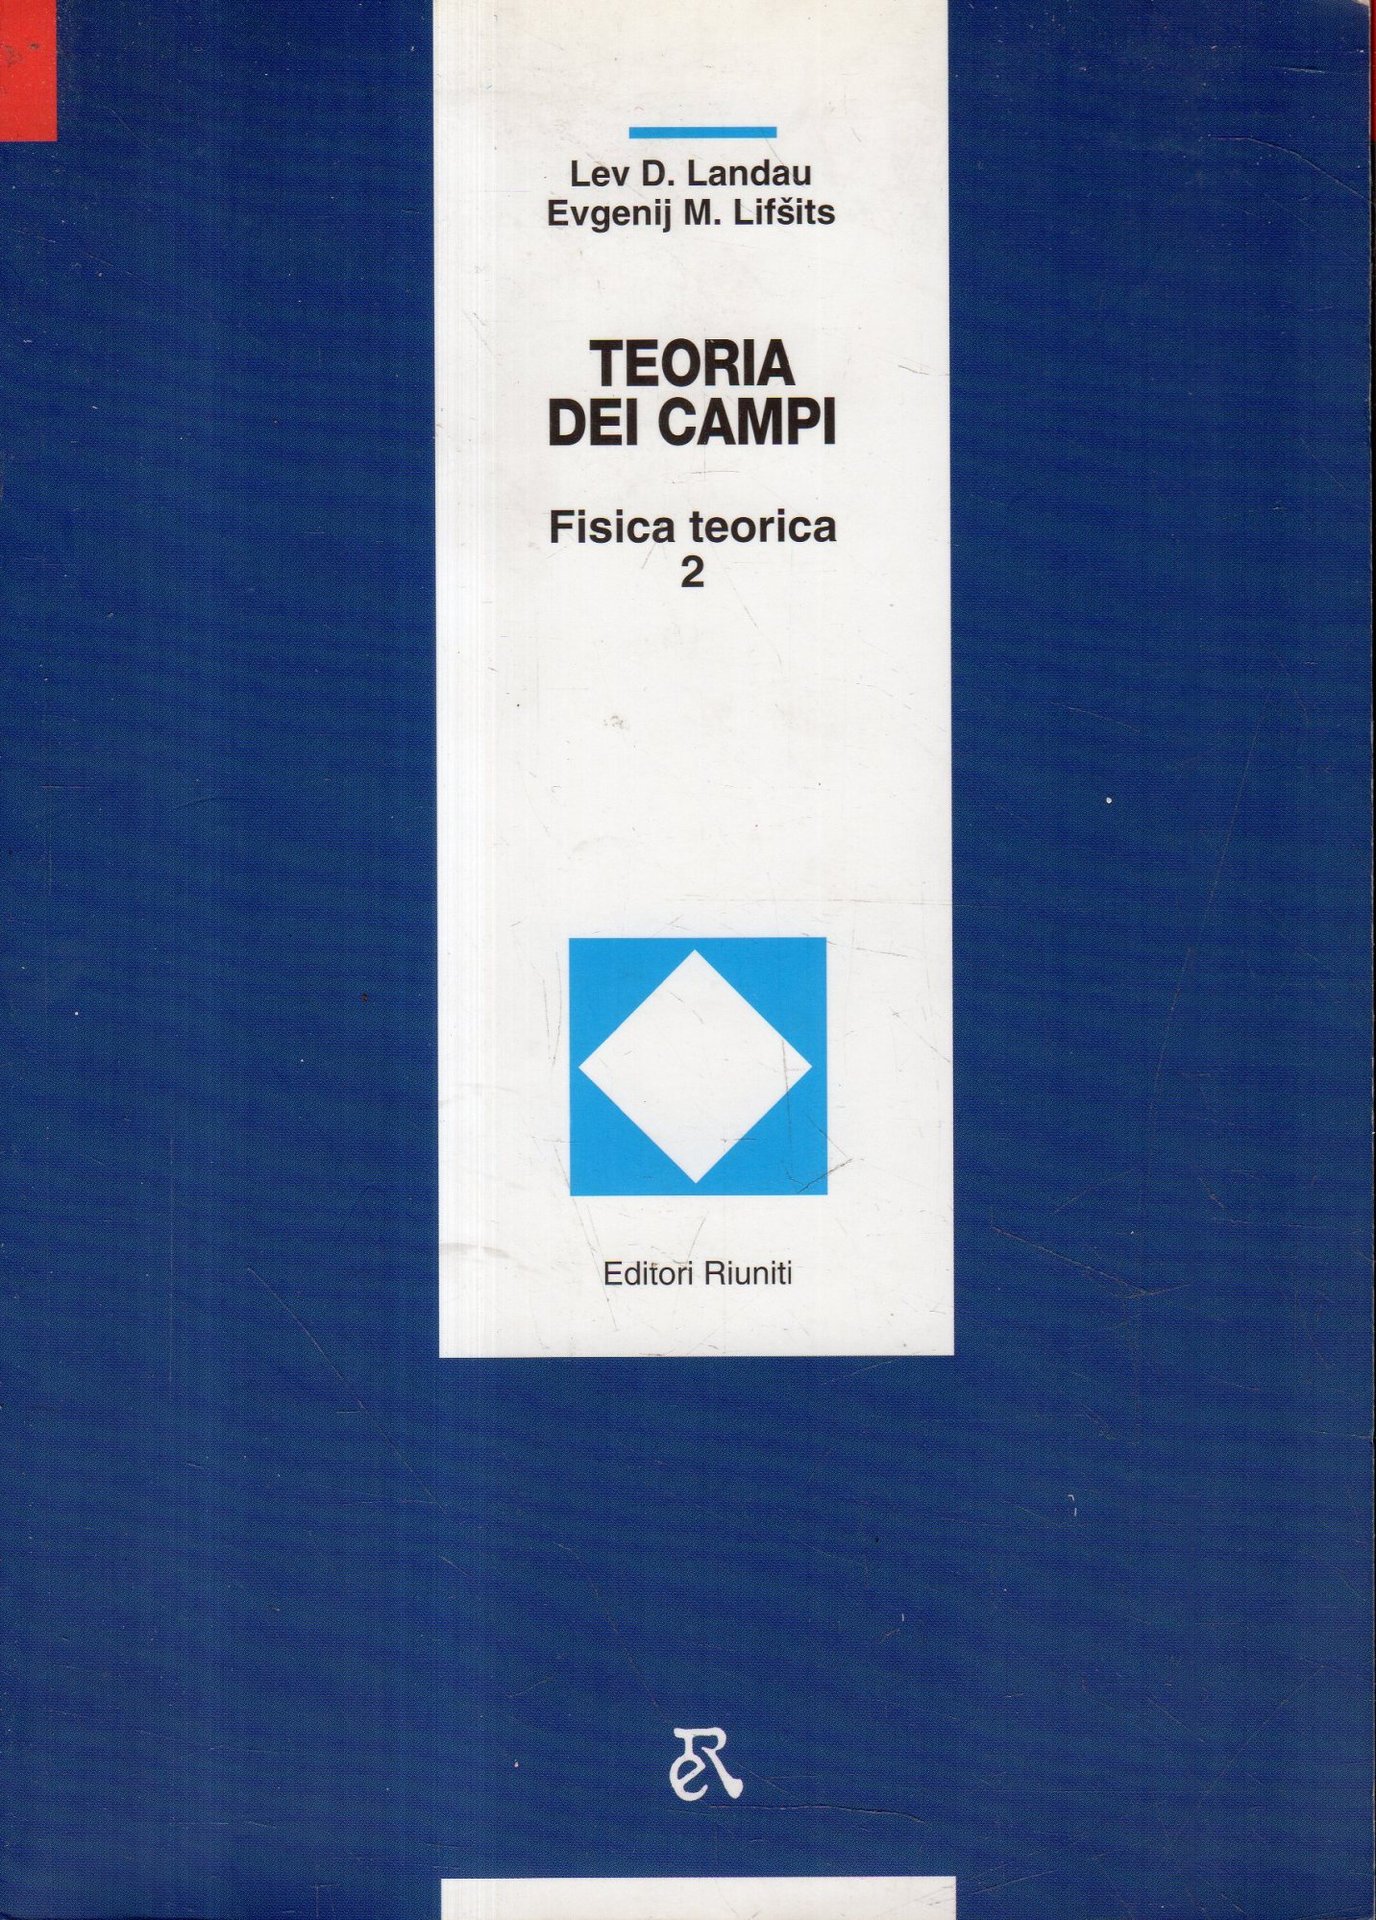 Lev D. Landau
Evgenij M. Lifšits
TEORIA
DEI CAMPI
Fisica teorica
2
Editori Riuniti
eR